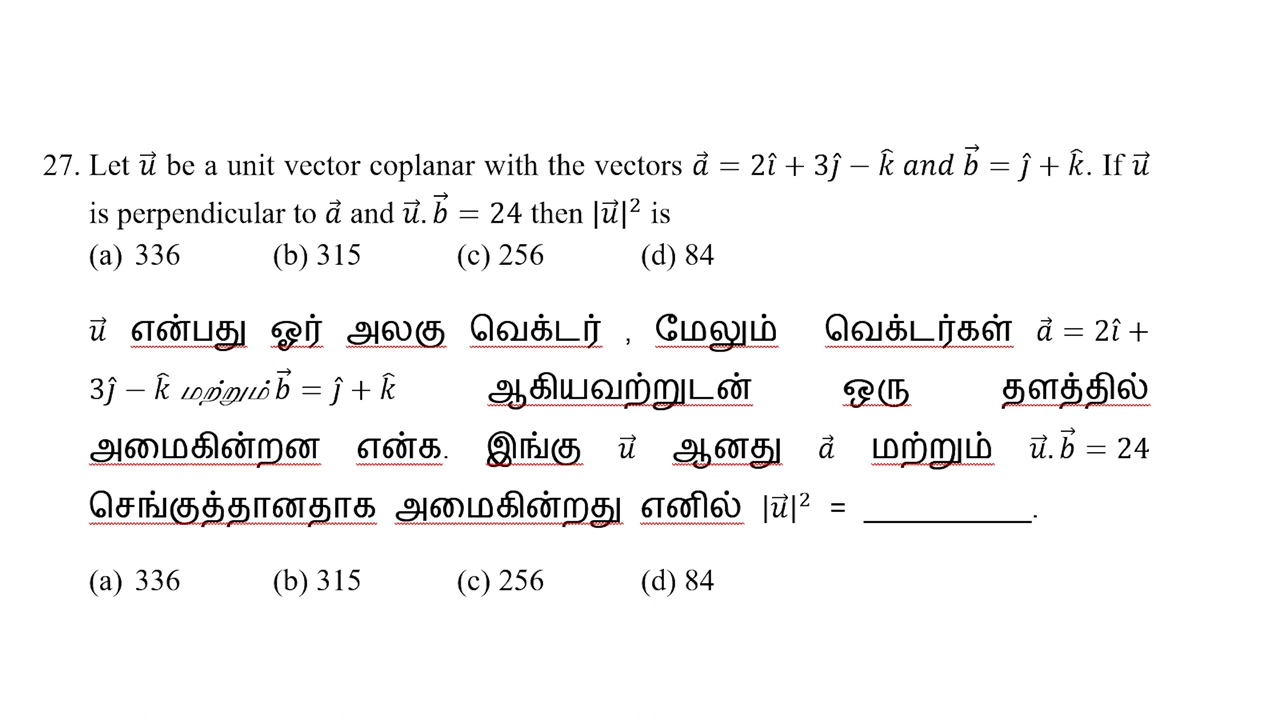 27. Let u⃗ be a unit vector coplanar with the vectors a⃗ = 2î + 3ĵ − k̂ and b⃗ = ĵ + k̂. If u⃗
is perpendicular to a⃗ and u⃗. b⃗ = 24 then |u⃗|² is
(a) 336 (b) 315 (c) 256 (d) 84
u⃗ என்பது ஓர் அலகு வெக்டர் , மேலும் வெக்டர்கள் a⃗ = 2î +
3ĵ − k̂ மற்றும் b⃗ = ĵ + k̂ ஆகியவற்றுடன் ஒரு தளத்தில்
அமைகின்றன என்க. இங்கு u⃗ ஆனது a⃗ மற்றும் u⃗. b⃗ = 24
செங்குத்தானதாக அமைகின்றது எனில் |u⃗|² = ___________.
(a) 336 (b) 315 (c) 256 (d) 84